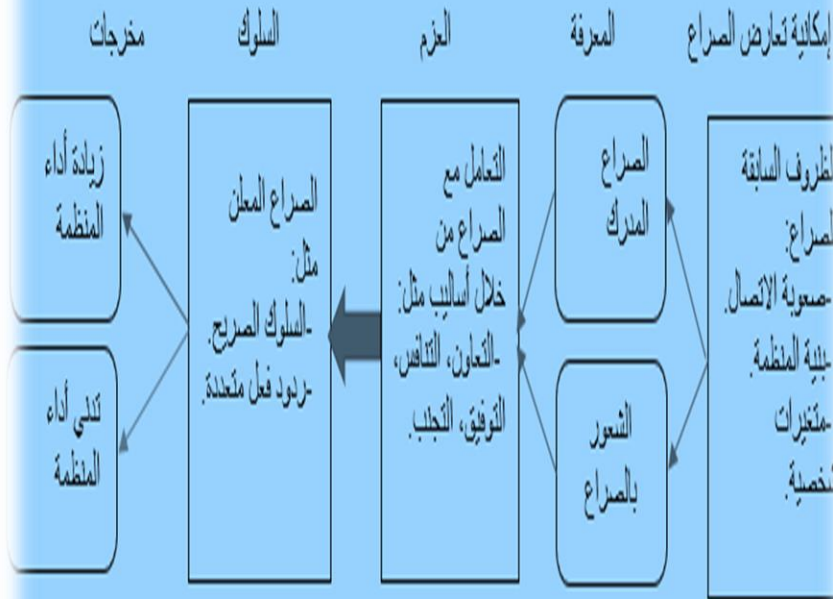 إمكانية تعارض الصراع
المعرفة
العزم
السلوك
مخرجات
لظروف السابقة
لصراع:
-صعوبة الاتصال.
-بنية المنظمة.
-متغيرات
شخصية.
الصراع
المدرك
الشعور
بالصراع
التعامل مع
الصراع من
خلال أساليب مثل:
-التعاون، التنافس،
التوفيق، التجنب.
الصراع المعلن
مثل:
-السلوك الصريح.
-ردود فعل متعددة.
زيادة أداء
المنظمة
تدني أداء
المنظمة